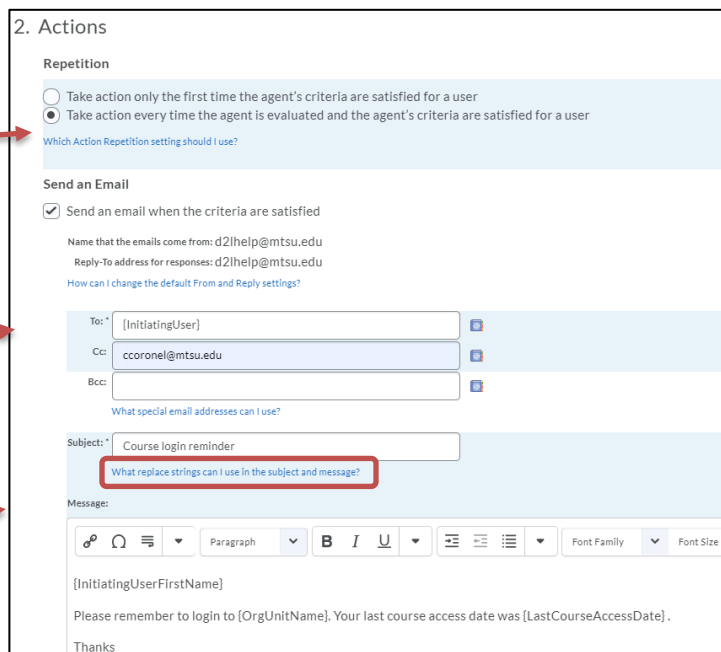 2. Actions
Repetition
Take action only the first time the agent's criteria are satisfied for a user
Take action every time the agent is evaluated and the agent's criteria are satisfied for a user
Which Action Repetition setting should I use?
Send an Email
Send an email when the criteria are satisfied
Name that the emails come from: d2lhelp@mtsu.edu
Reply-To address for responses: d2lhelp@mtsu.edu
How can I change the default From and Reply settings?
To: * {InitiatingUser}
Cc: ccoronel@mtsu.edu
Bcc:
What special email addresses can I use?
Subject: * Course login reminder
What replace strings can I use in the subject and message?
Message:
Paragraph B I U Font Family Font Size
{InitiatingUserFirstName}
Please remember to login to {OrgUnitName}. Your last course access date was {LastCourseAccessDate} .
Thanks